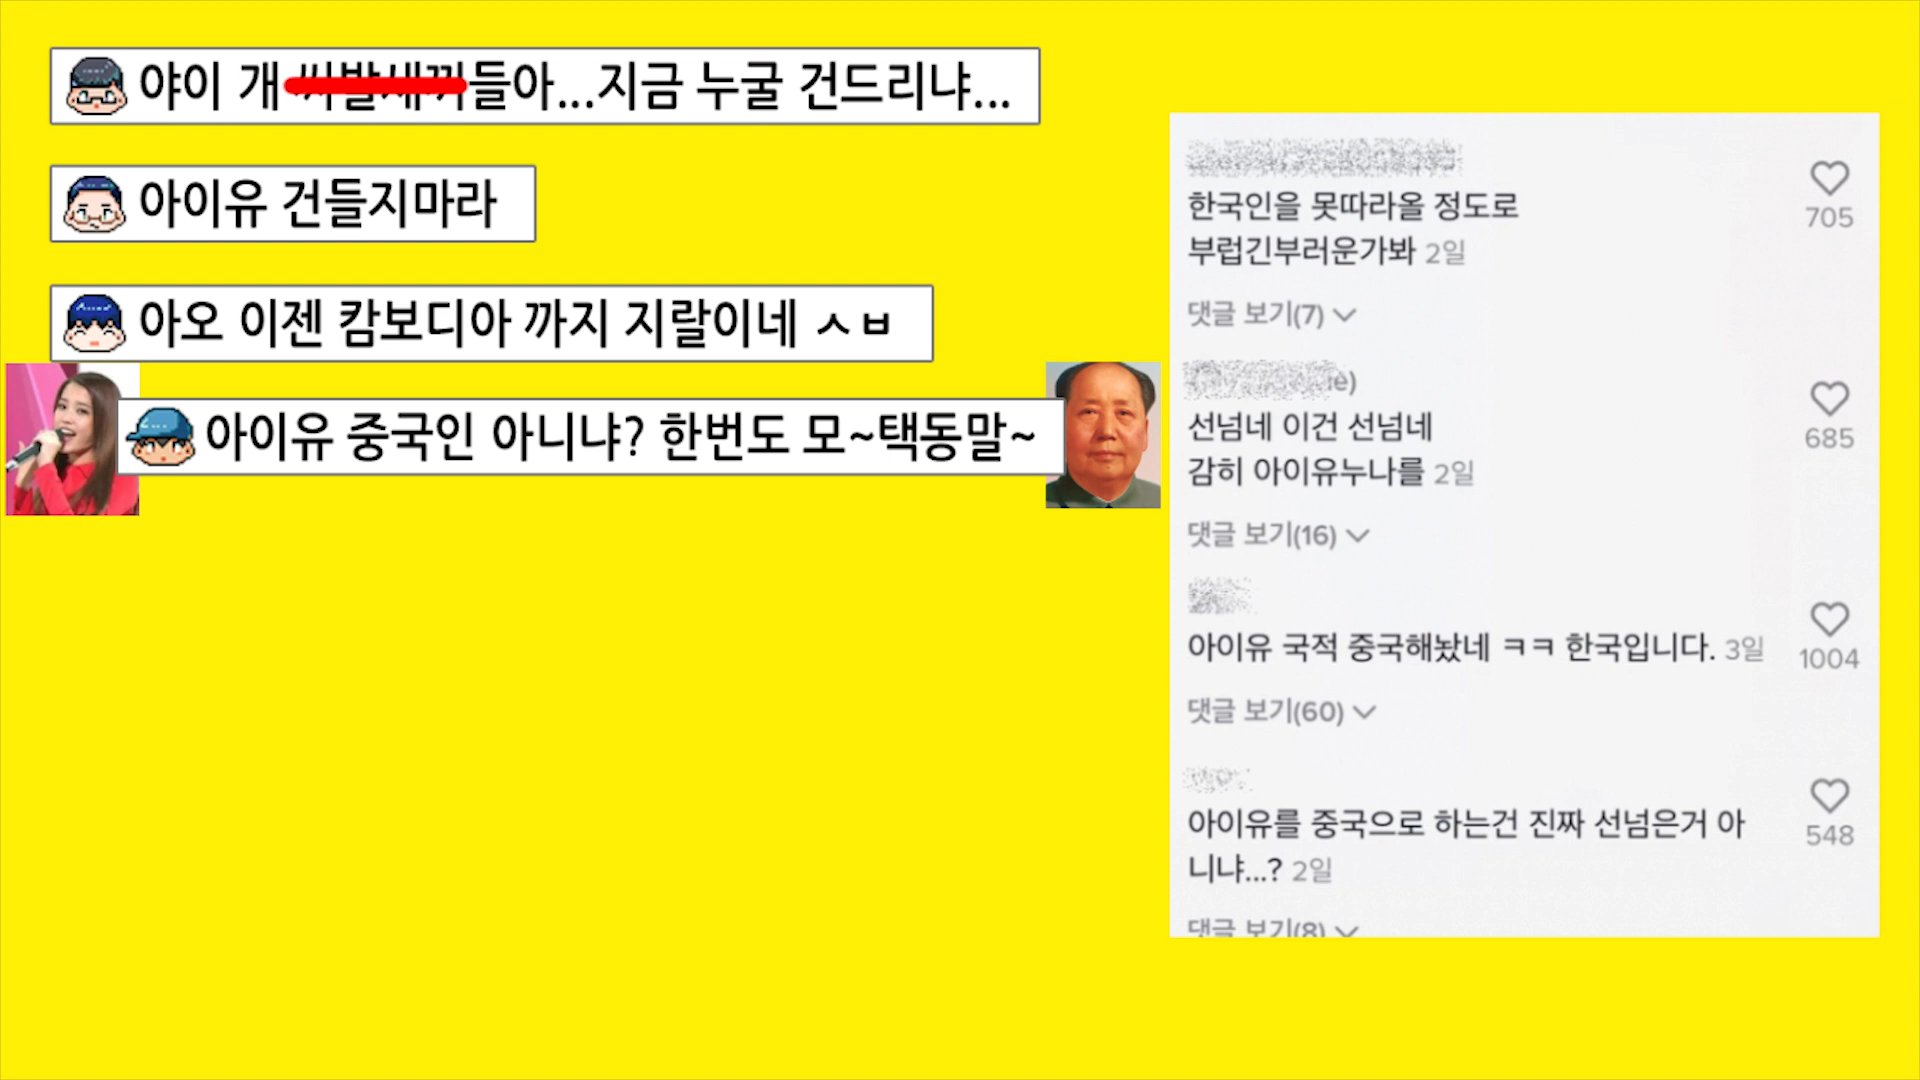 야이 개씨발새끼들아...지금 누굴 건드리냐...
아이유 건들지마라
아오 이젠 캄보디아 까지 지랄이네 ㅅㅂ
아이유 중국인 아니냐? 한번도 모~택동말~
한국인을 못따라올 정도로
부럽긴부러운가봐 2일
705
댓글 보기(7)
e)
선넘네 이건 선넘네
감히 아이유누나를 2일
685
댓글 보기(16)
아이유 국적 중국해놨네 ㅋㅋ 한국입니다. 3일
1004
댓글 보기(60)
아이유를 중국으로 하는건 진짜 선넘은거 아
니냐...? 2일
548
댓글 보기(8)